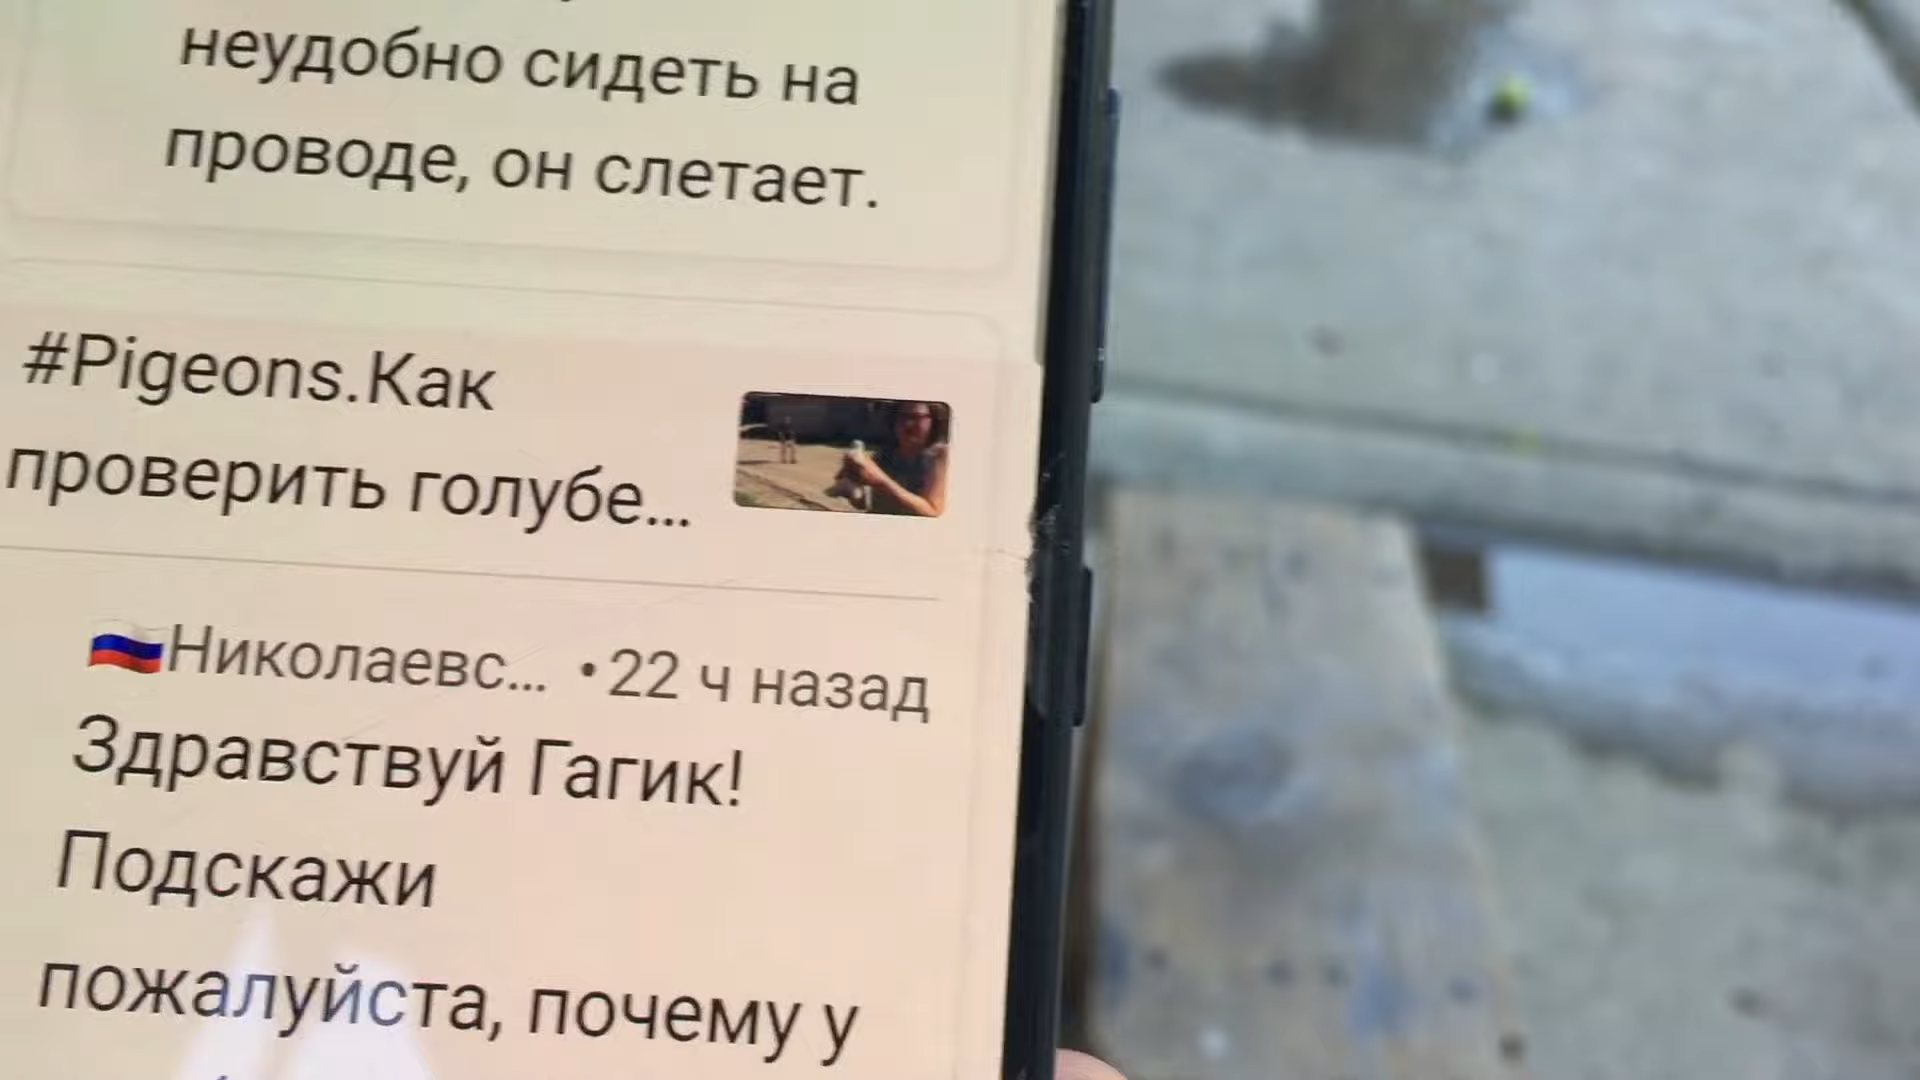 неудобно сидеть на
проводе, он слетает.
#Pigeons.Как
проверить голубе...
Николаевс... •22 ч назад
Здравствуй Гагик!
Подскажи
пожалуйста, почему у